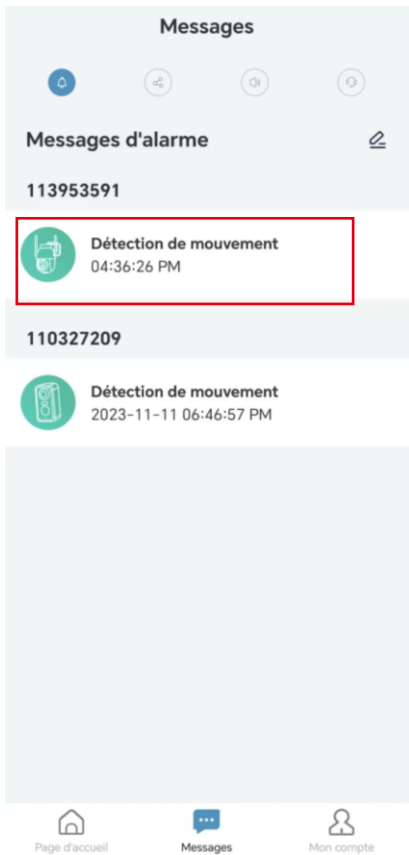 Messages
Messages d'alarme
113953591
Détection de mouvement
04:36:26 PM
110327209
Détection de mouvement
2023-11-11 06:46:57 PM
Page d'accueil Messages Mon compte